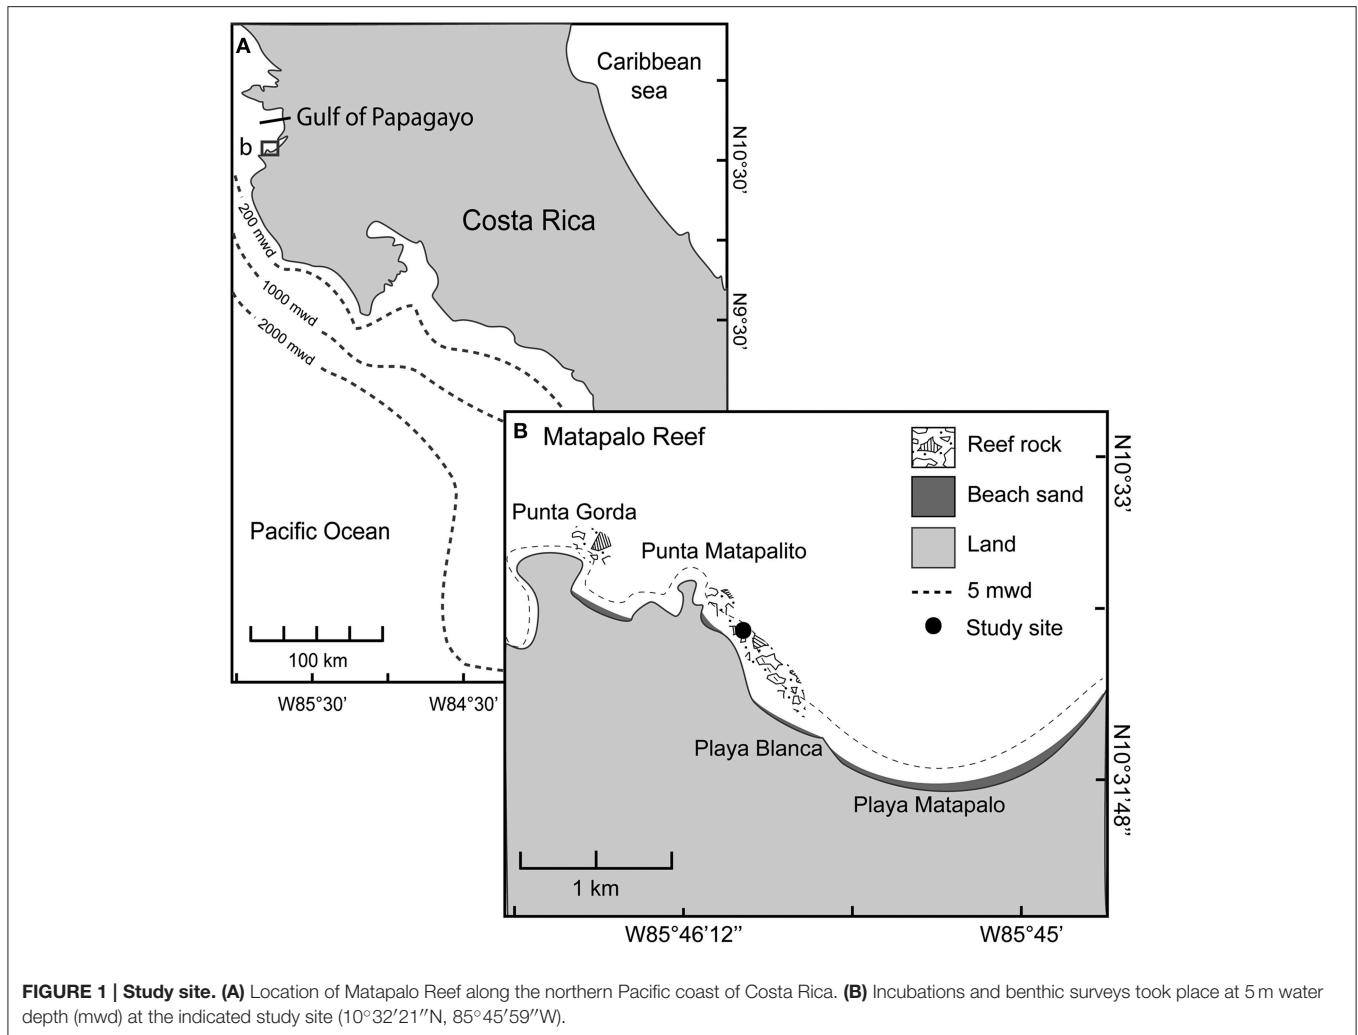 A
Caribbean
sea
Gulf of Papagayo
b
N10°30’
Costa Rica
200 mwd
1000 mwd
2000 mwd
N9°30’
Pacific Ocean
100 km
W85°30’
W84°30’
B
Matapalo Reef
Reef rock
Beach sand
Land
5 mwd
Study site
N10°33’
Punta Gorda
Punta Matapalito
Playa Blanca
Playa Matapalo
N10°31’48’’
1 km
W85°46’12’’
W85°45’
FIGURE 1 | Study site. (A) Location of Matapalo Reef along the northern Pacific coast of Costa Rica. (B) Incubations and benthic surveys took place at 5 m water
depth (mwd) at the indicated study site (10°32′21′′N, 85°45′59′′W).